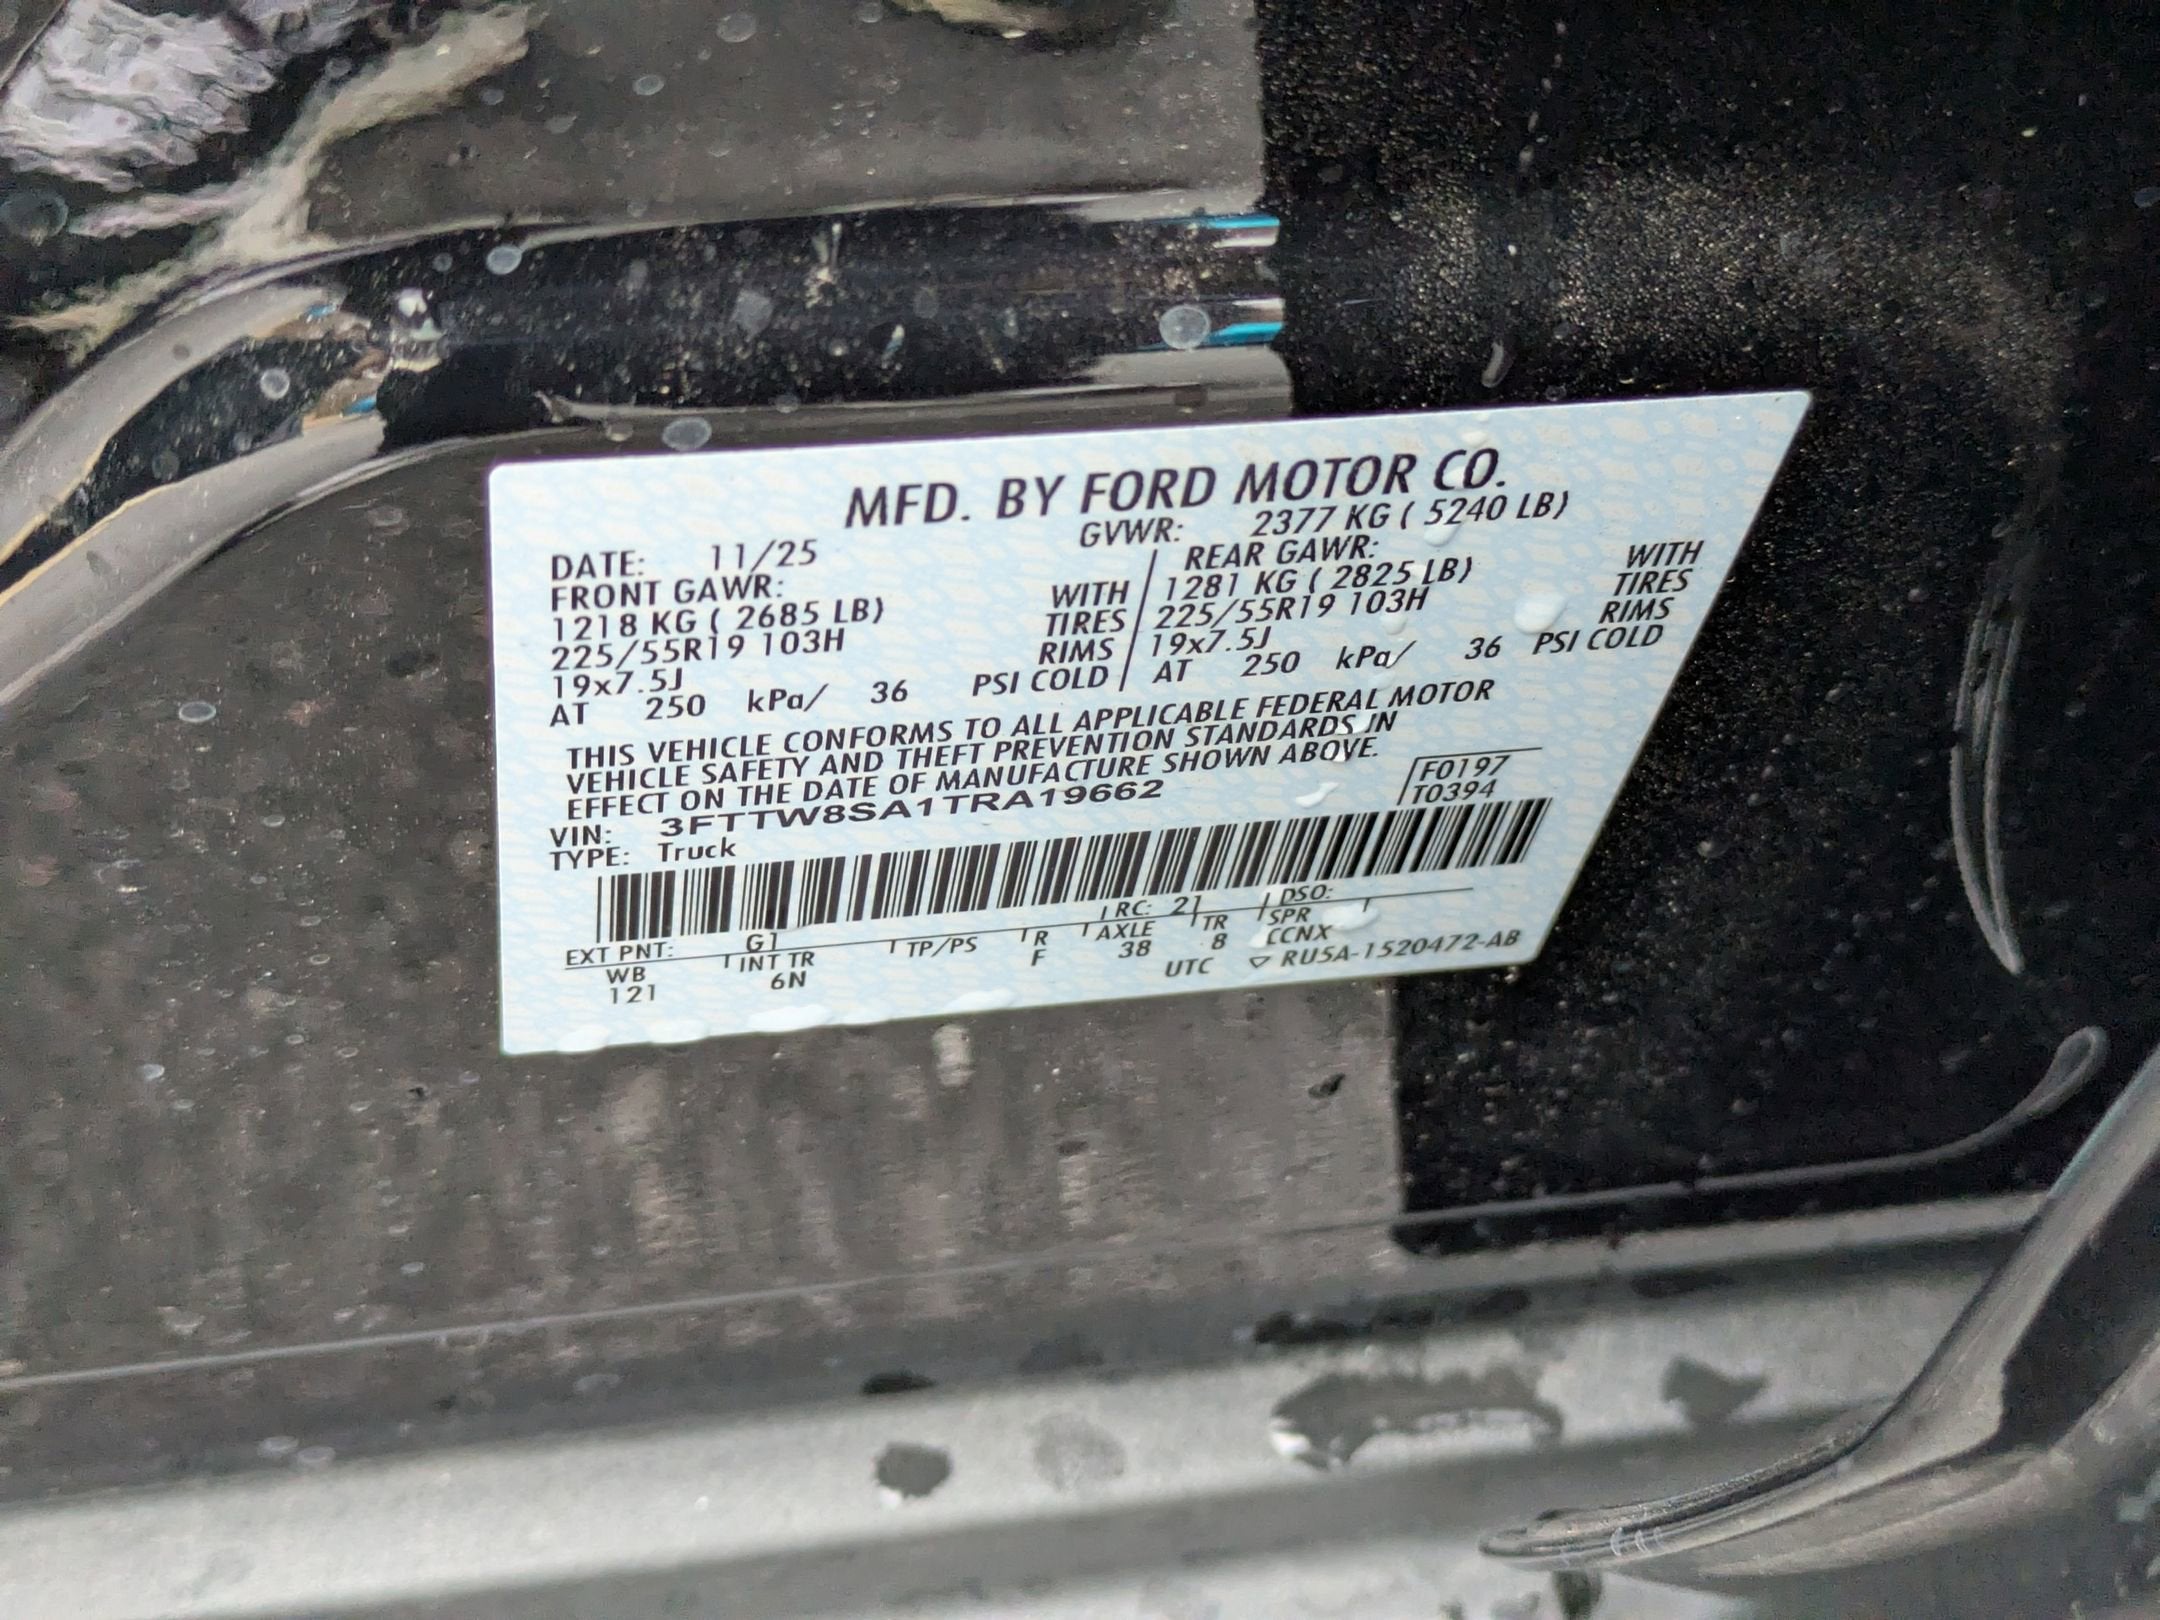 MFD. BY FORD MOTOR CO.
DATE: 11/25 GVWR: 2377 KG ( 5240 LB)
FRONT GAWR: REAR GAWR:
1218 KG ( 2685 LB) WITH 1281 KG ( 2825 LB) WITH
225/55R19 103H TIRES 225/55R19 103H TIRES
19x7.5J RIMS 19x7.5J RIMS
AT 250 kPa/ 36 PSI COLD AT 250 kPa/ 36 PSI COLD
THIS VEHICLE CONFORMS TO ALL APPLICABLE FEDERAL MOTOR
VEHICLE SAFETY AND THEFT PREVENTION STANDARDS IN
EFFECT ON THE DATE OF MANUFACTURE SHOWN ABOVE.
VIN: 3FTTW8SA1TRA19662 F0197
TYPE: Truck T0394
EXT PNT: G1 RC: 21 DSO:
WB INT TR TP/PS R AXLE TR SPR
121 6N F 38 8 CCNX
UTC ▽ RU5A-1520472-AB